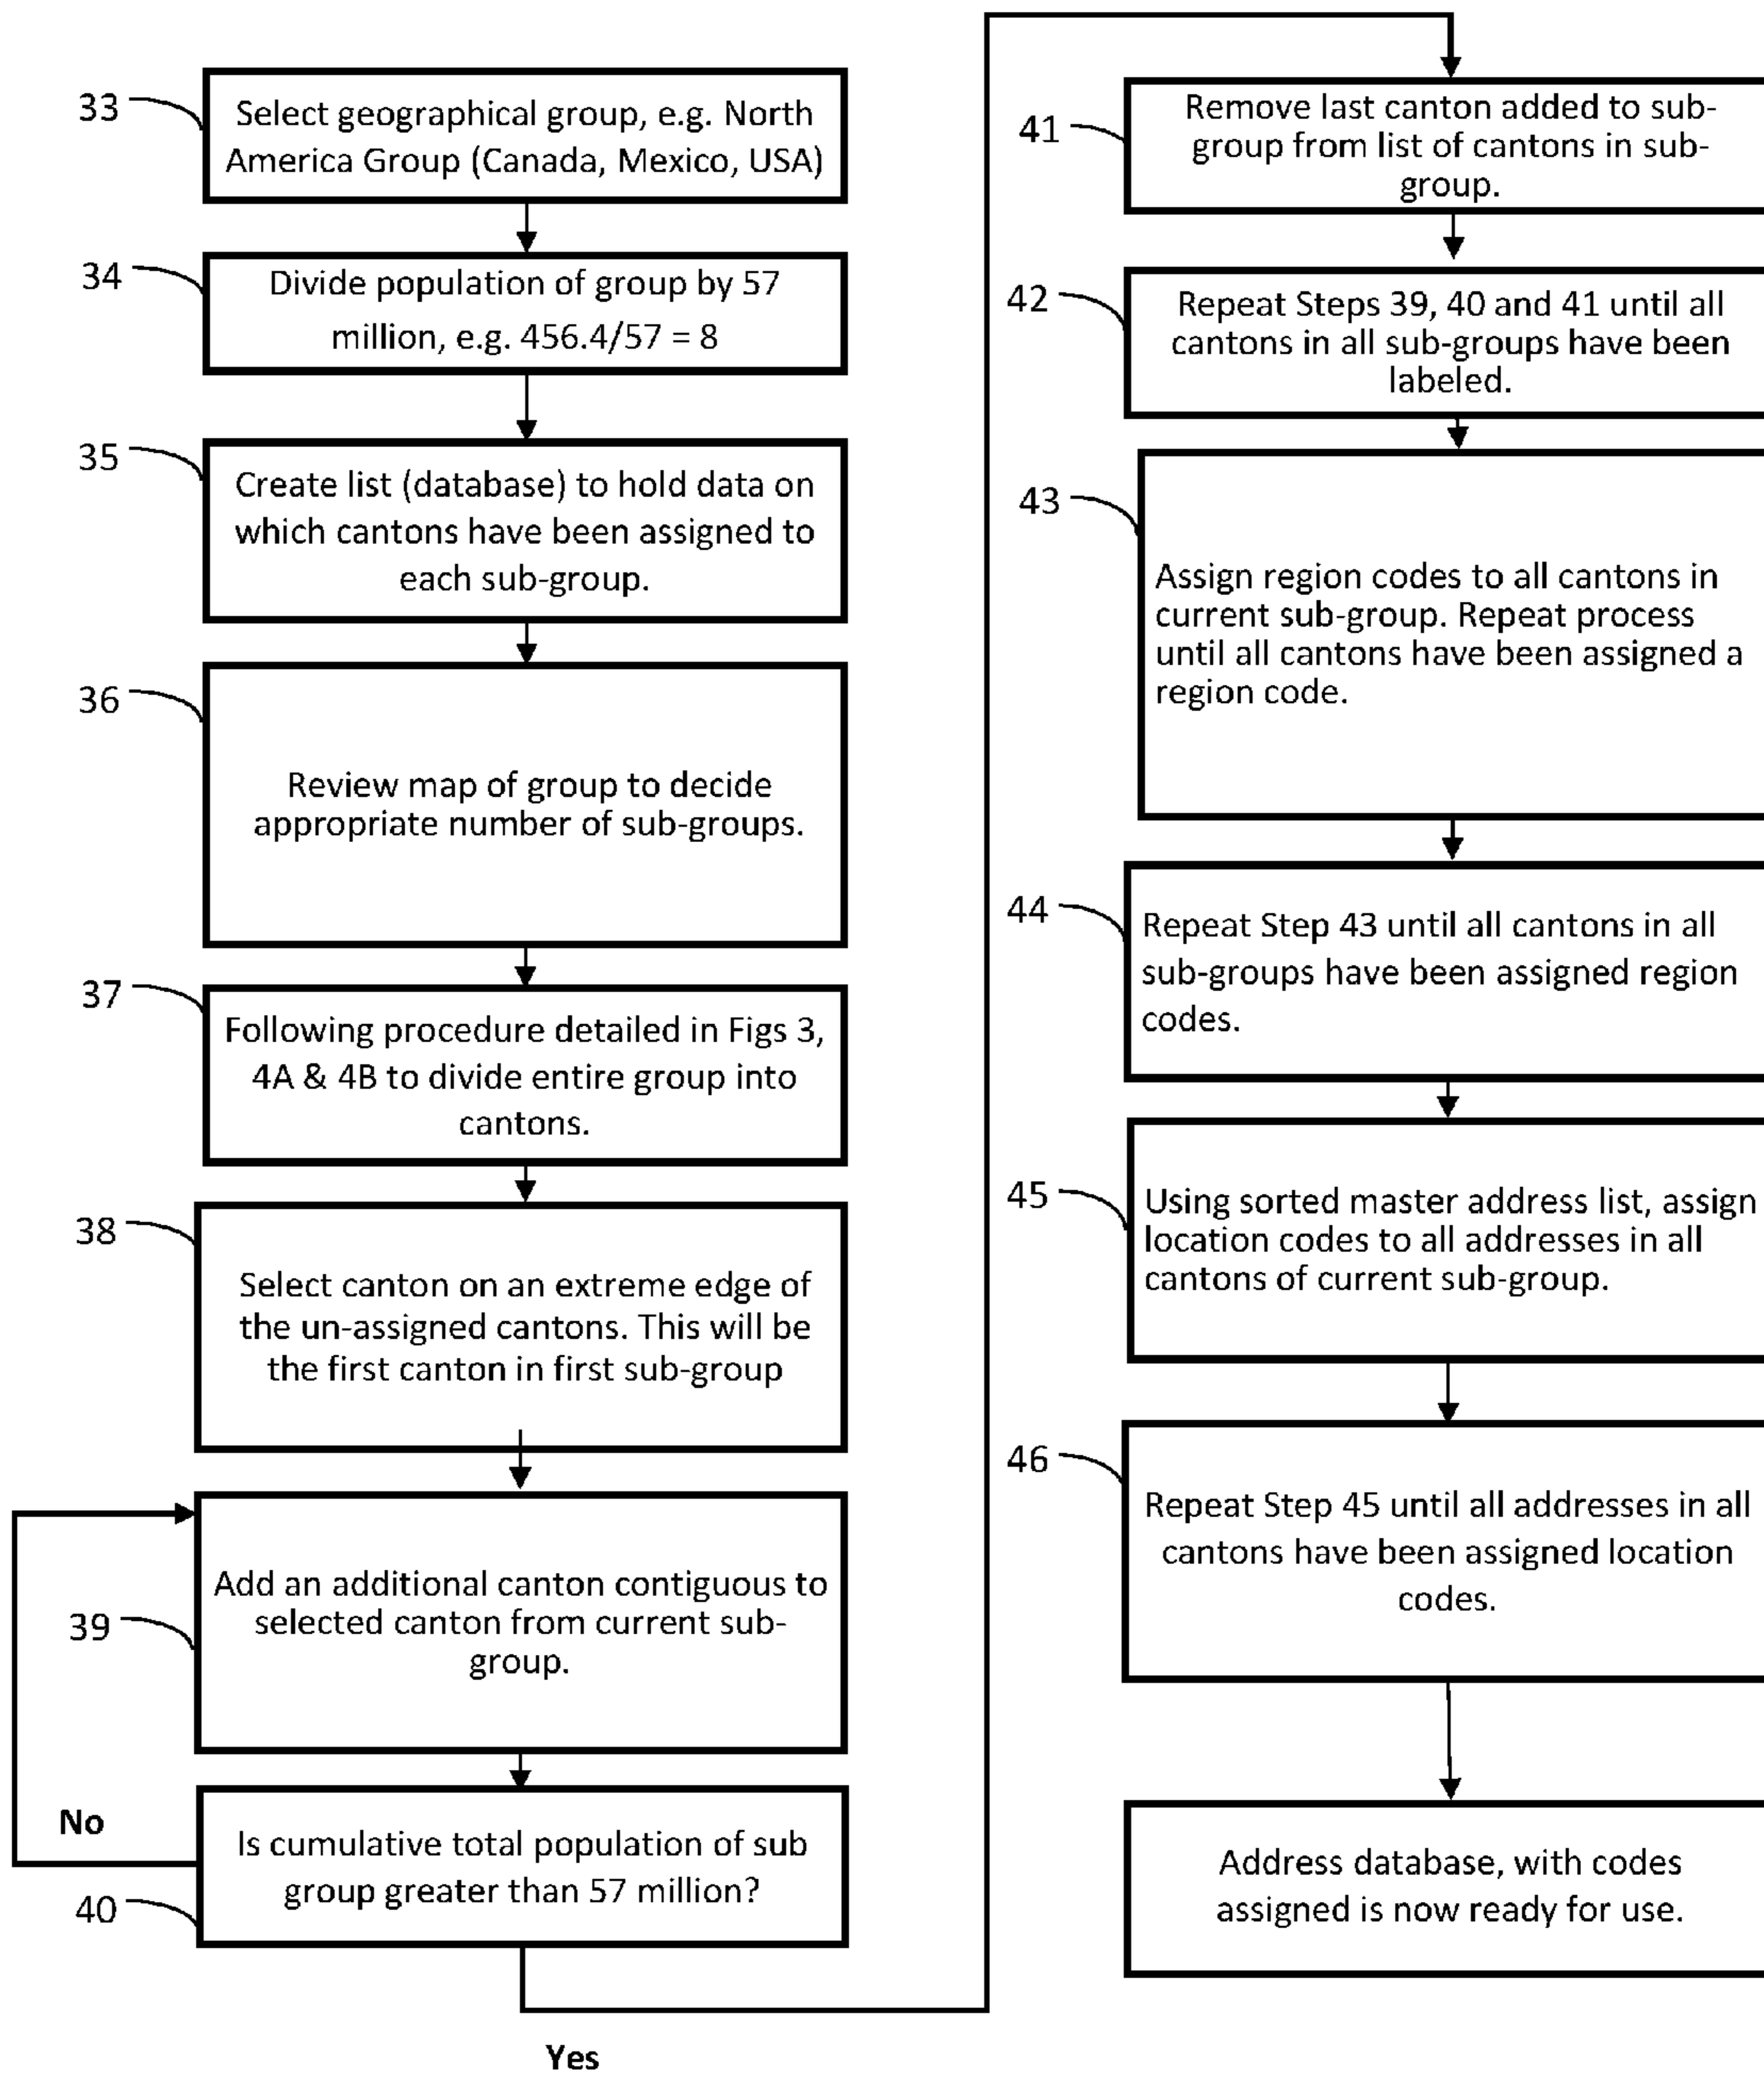 33
Select geographical group, e.g. North
America Group (Canada, Mexico, USA)
34
Divide population of group by 57
million, e.g. 456.4/57 = 8
35
Create list (database) to hold data on
which cantons have been assigned to
each sub-group.
36
Review map of group to decide
appropriate number of sub-groups.
37
Following procedure detailed in Figs 3,
4A & 4B to divide entire group into
cantons.
38
Select canton on an extreme edge of
the un-assigned cantons. This will be
the first canton in first sub-group
39
Add an additional canton contiguous to
selected canton from current sub-
group.
No
40
Is cumulative total population of sub
group greater than 57 million?
Yes
41
Remove last canton added to sub-
group from list of cantons in sub-
group.
42
Repeat Steps 39, 40 and 41 until all
cantons in all sub-groups have been
labeled.
43
Assign region codes to all cantons in
current sub-group. Repeat process
until all cantons have been assigned a
region code.
44
Repeat Step 43 until all cantons in all
sub-groups have been assigned region
codes.
45
Using sorted master address list, assign
location codes to all addresses in all
cantons of current sub-group.
46
Repeat Step 45 until all addresses in all
cantons have been assigned location
codes.
Address database, with codes
assigned is now ready for use.